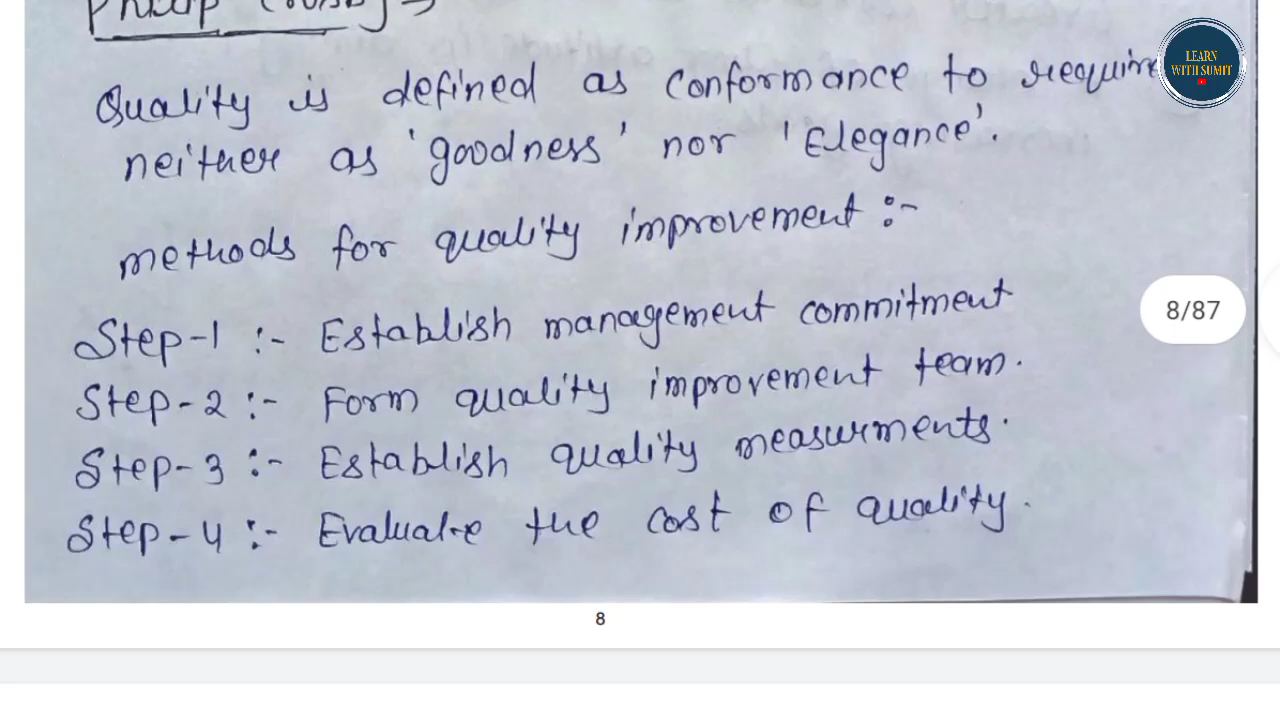 Quality is defined as conformance to
neither as 'goodness' nor 'Elegance'.
methods for quality improvement :-
Step-1 :- Establish management commitment
Step-2 :- Form quality improvement team.
Step-3 :- Establish quality measurments.
Step-4 :- Evaluate the cost of quality.
8
LEARN
WITH SUMIT
8/87